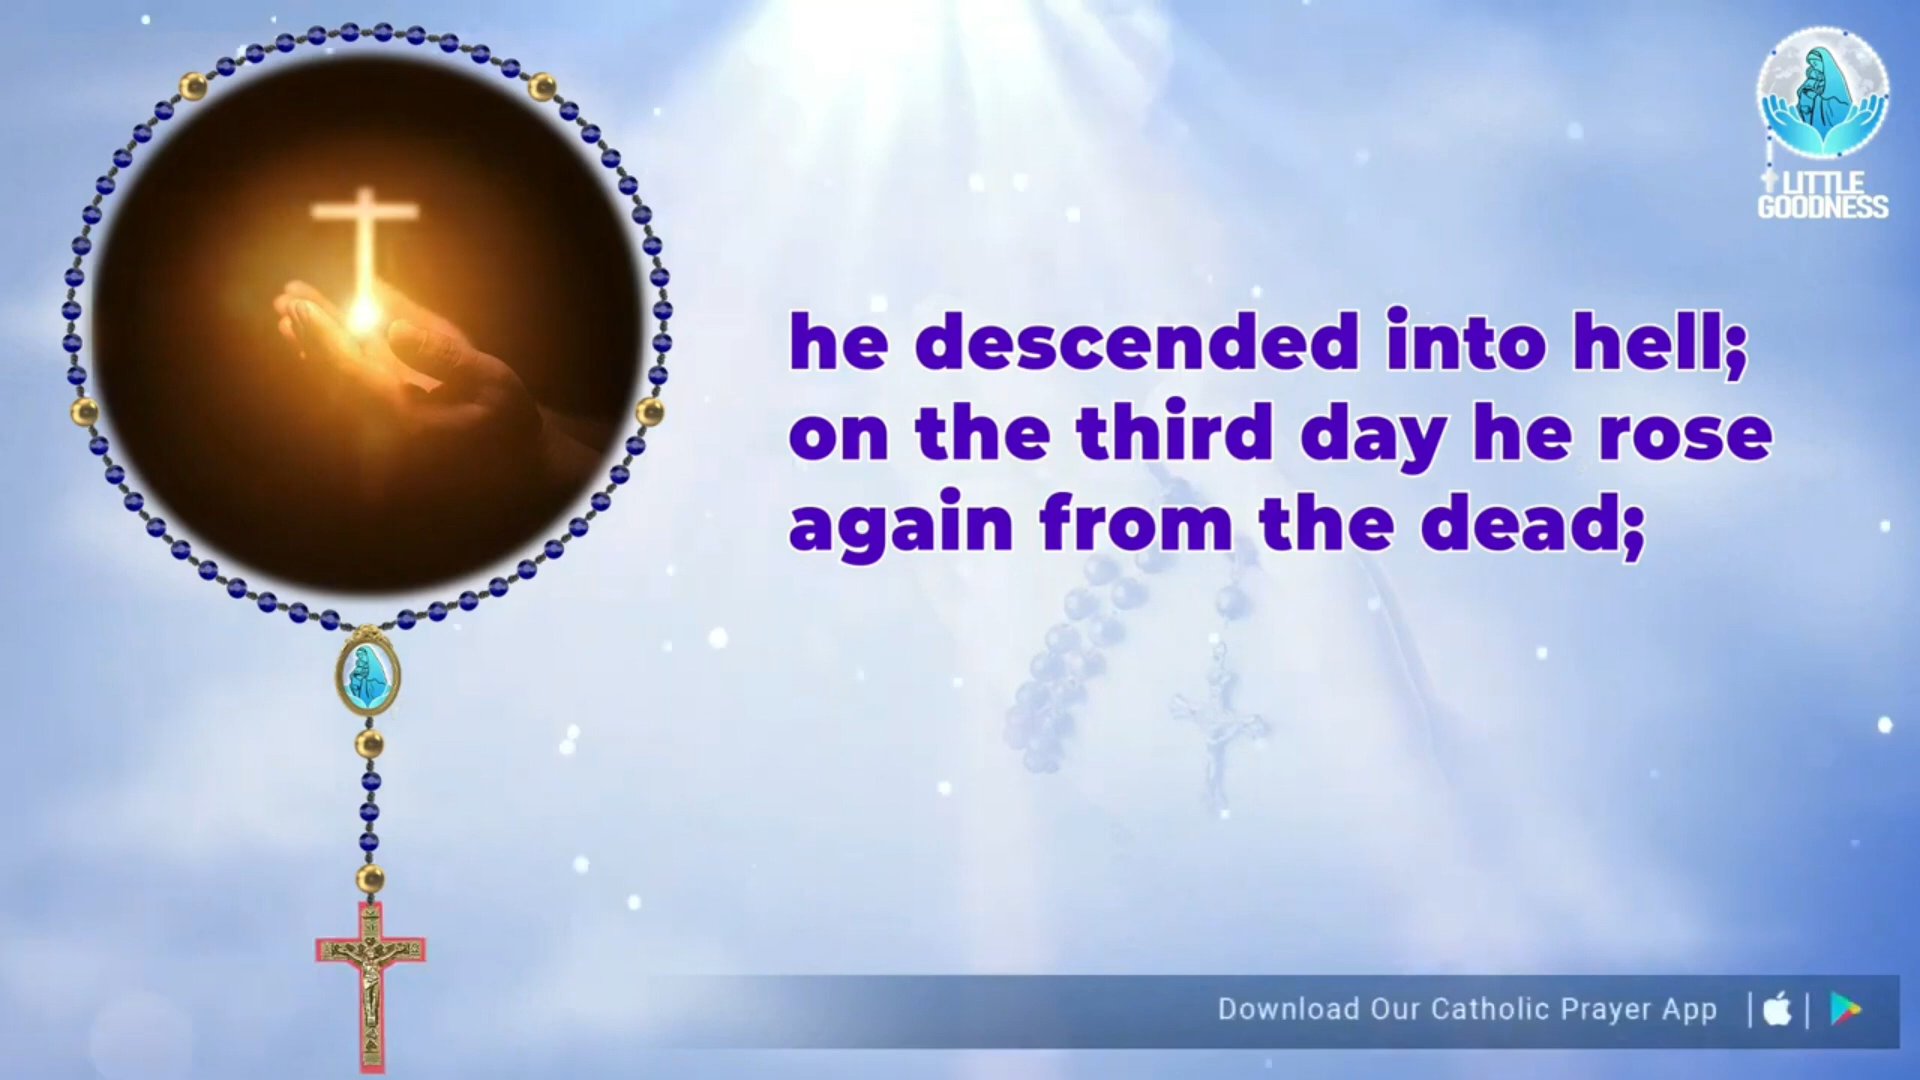 LITTLE
GOODNESS
he descended into hell;
on the third day he rose
again from the dead;
Download Our Catholic Prayer App